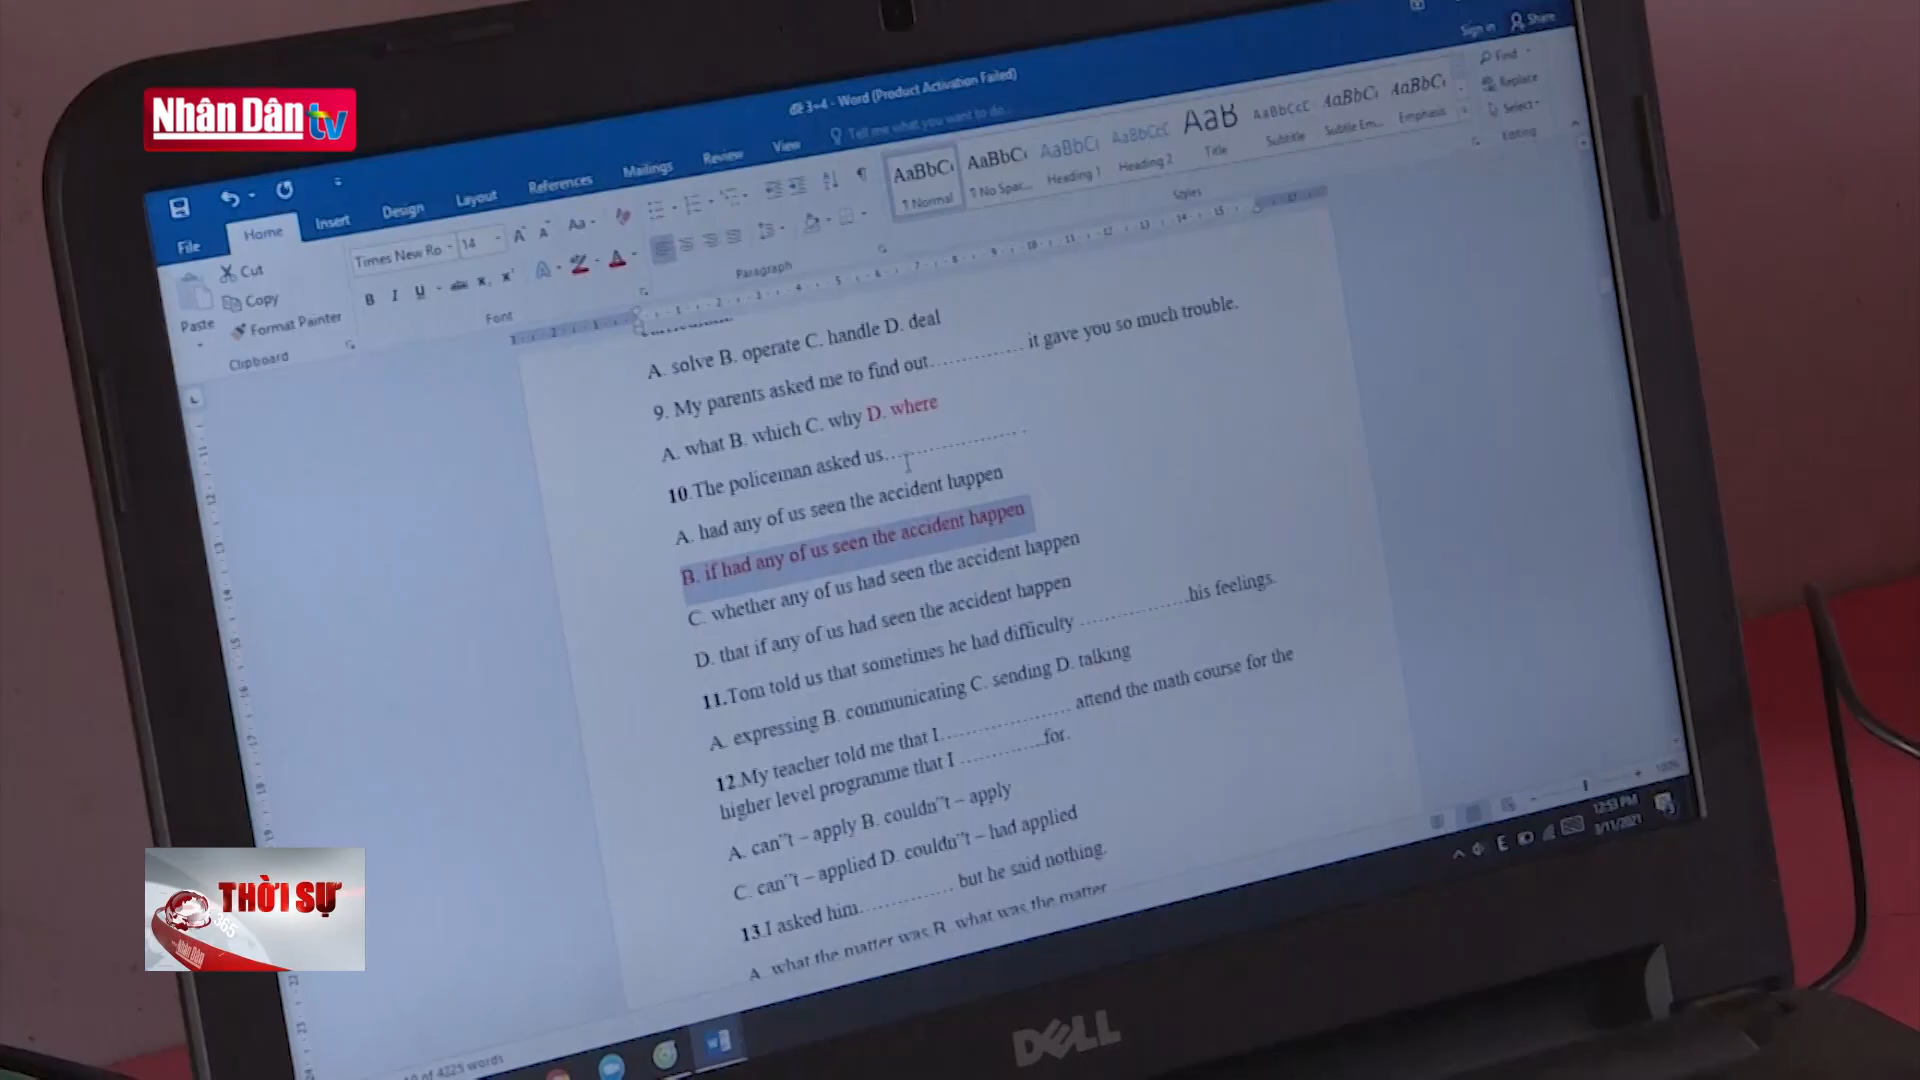 Nhân Dân tv
đề 3+4 - Word (Product Activation Failed)
Sign in Share
File Home Insert Design Layout References Mailings Review View Tell me what you want to do...
Paste
Cut
Copy
Format Painter
Clipboard
Times New Ro 14
Font
Paragraph
AaBbCc AaBbCc AaBbCc AaBbCcC AaB AaBbCcC AaBbCc AaBbCc
¶ Normal ¶ No Spac... Heading 1 Heading 2 Title Subtitle Subtle Em... Emphasis
Styles
Find
Replace
Select
Editing
A. solve B. operate C. handle D. deal
9. My parents asked me to find out.............. it gave you so much trouble.
A. what B. which C. why D. where
10.The policeman asked us.....................
A. had any of us seen the accident happen
B. if had any of us seen the accident happen
C. whether any of us had seen the accident happen
D. that if any of us had seen the accident happen
11.Tom told us that sometimes he had difficulty ................his feelings.
A. expressing B. communicating C. sending D. talking
12.My teacher told me that I................... attend the math course for the
higher level programme that I ............for.
A. can‟t – apply B. couldn‟t – apply
C. can‟t – applied D. couldn‟t – had applied
13.I asked him.............. but he said nothing.
A. what the matter was B. what was the matter
of 4225 words
100%
12:53 PM
3/11/2021
THỜI SỰ
365
Nhân Dân
DELL